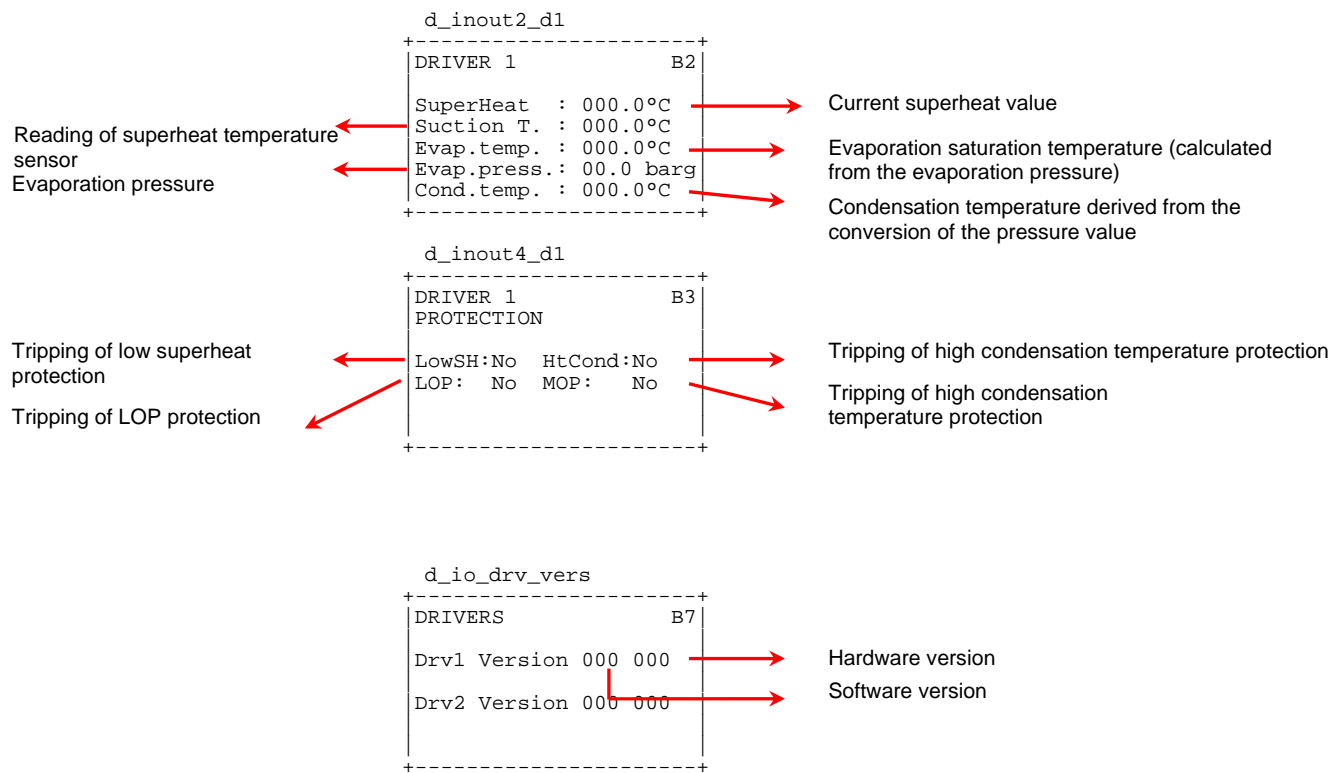 d_inout2_d1
+----------------------+
|DRIVER 1 B2|
SuperHeat : 000.0°C
Suction T. : 000.0°C
Evap.temp. : 000.0°C
Evap.press.: 00.0 barg
Cond.temp. : 000.0°C
+----------------------+
Reading of superheat temperature
sensor
Evaporation pressure
Current superheat value
Evaporation saturation temperature (calculated
from the evaporation pressure)
Condensation temperature derived from the
conversion of the pressure value
d_inout4_d1
+----------------------+
|DRIVER 1 B3|
|PROTECTION
LowSH:No HtCond:No
LOP: No MOP: No
+----------------------+
Tripping of low superheat
protection
Tripping of LOP protection
Tripping of high condensation temperature protection
Tripping of high condensation
temperature protection
d_io_drv_vers
+----------------------+
|DRIVERS B7|
Drv1 Version 000 000
Drv2 Version 000 000
+----------------------+
Hardware version
Software version